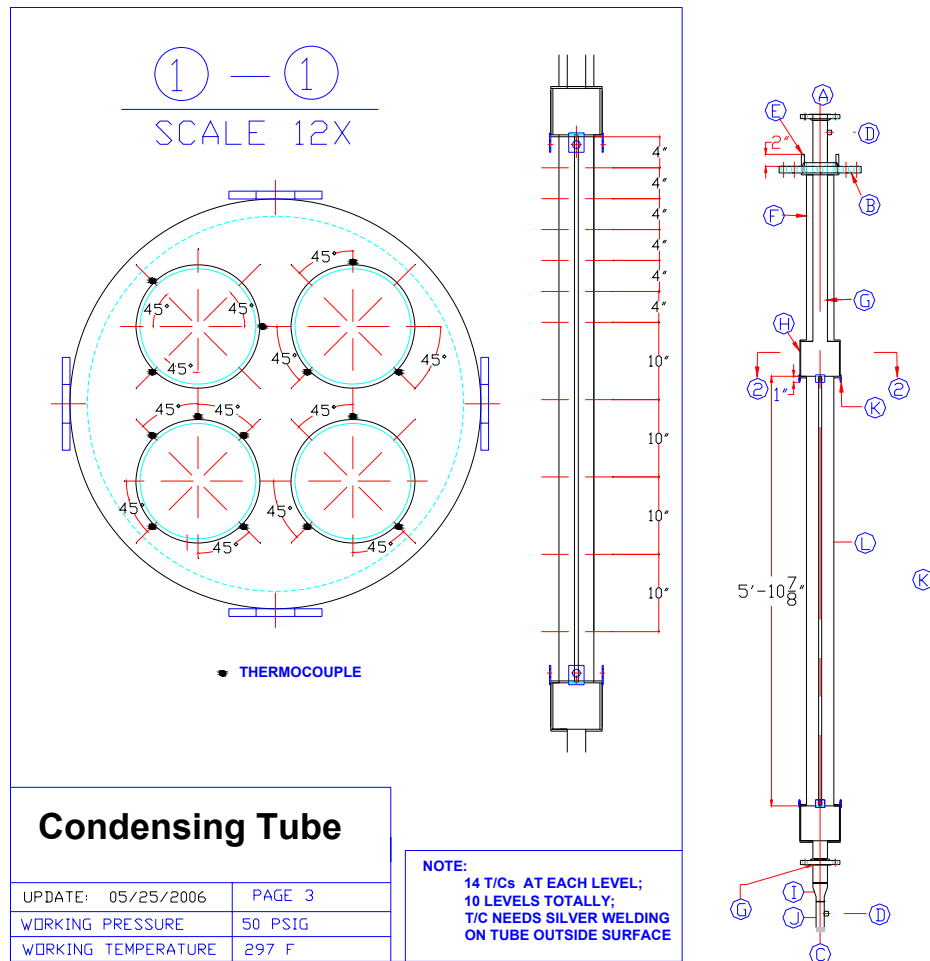 1 — 1
SCALE 12X
45°
45°
45°
45°
45°
45°
45°
45°
45°
45°
45°
45°
45°
45°
THERMOCOUPLE
4"
4"
4"
4"
4"
4"
10"
10"
10"
10"
A
E
D
2"
B
F
G
H
2
2
1"
K
L
K
5'-10 7/8"
G
I
J
D
C
Condensing Tube
UPDATE: 05/25/2006 PAGE 3
WORKING PRESSURE 50 PSIG
WORKING TEMPERATURE 297 F
NOTE:
14 T/Cs AT EACH LEVEL;
10 LEVELS TOTALLY;
T/C NEEDS SILVER WELDING
ON TUBE OUTSIDE SURFACE